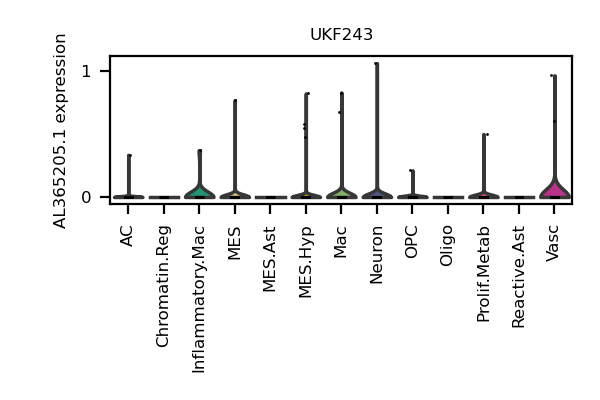 UKF243
AL365205.1 expression
1
0
AC
Chromatin.Reg
Inflammatory.Mac
MES
MES.Ast
MES.Hyp
Mac
Neuron
OPC
Oligo
Prolif.Metab
Reactive.Ast
Vasc